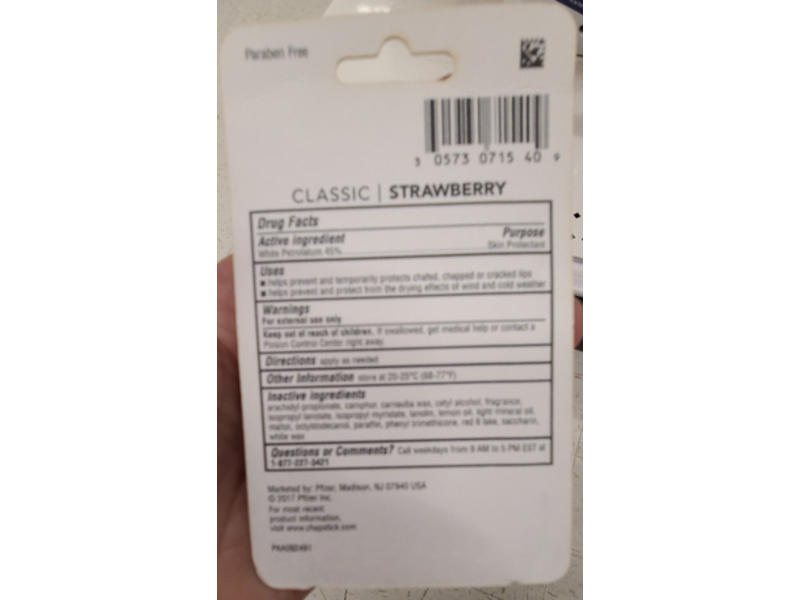 Paraben Free
3 0573 0715 40 9
CLASSIC | STRAWBERRY
Drug Facts
Active ingredient Purpose
White Petrolatum 45% Skin Protectant
Uses
■ helps prevent and temporarily protects chafed, chapped or cracked lips
■ helps prevent and protect from the drying effects of wind and cold weather
Warnings
For external use only
Keep out of reach of children. If swallowed, get medical help or contact a
Poison Control Center right away.
Directions apply as needed
Other Information store at 20-25°C (68-77°F)
Inactive ingredients
arachidyl propionate, camphor, carnauba wax, cetyl alcohol, fragrance,
isopropyl lanolate, isopropyl myristate, lanolin, lemon oil, light mineral oil,
maltol, octyldodecanol, paraffin, phenyl trimethicone, red 6 lake, saccharin,
white wax
Questions or Comments? Call weekdays from 9 AM to 5 PM EST at
1-877-227-3421
Marketed by: Pfizer, Madison, NJ 07940 USA
© 2017 Pfizer Inc.
For most recent
product information,
visit www.chapstick.com